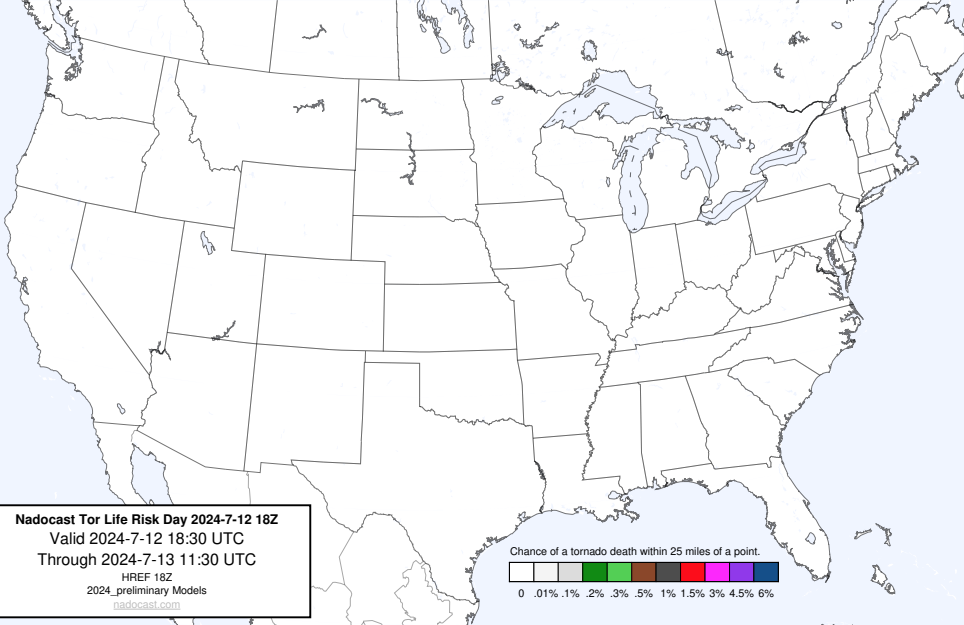 Nadocast Tor Life Risk Day 2024-7-12 18Z
Valid 2024-7-12 18:30 UTC
Through 2024-7-13 11:30 UTC
HREF 18Z
2024_preliminary Models
nadocast.com
Chance of a tornado death within 25 miles of a point.
0 .01% .1% .2% .3% .5% 1% 1.5% 3% 4.5% 6%